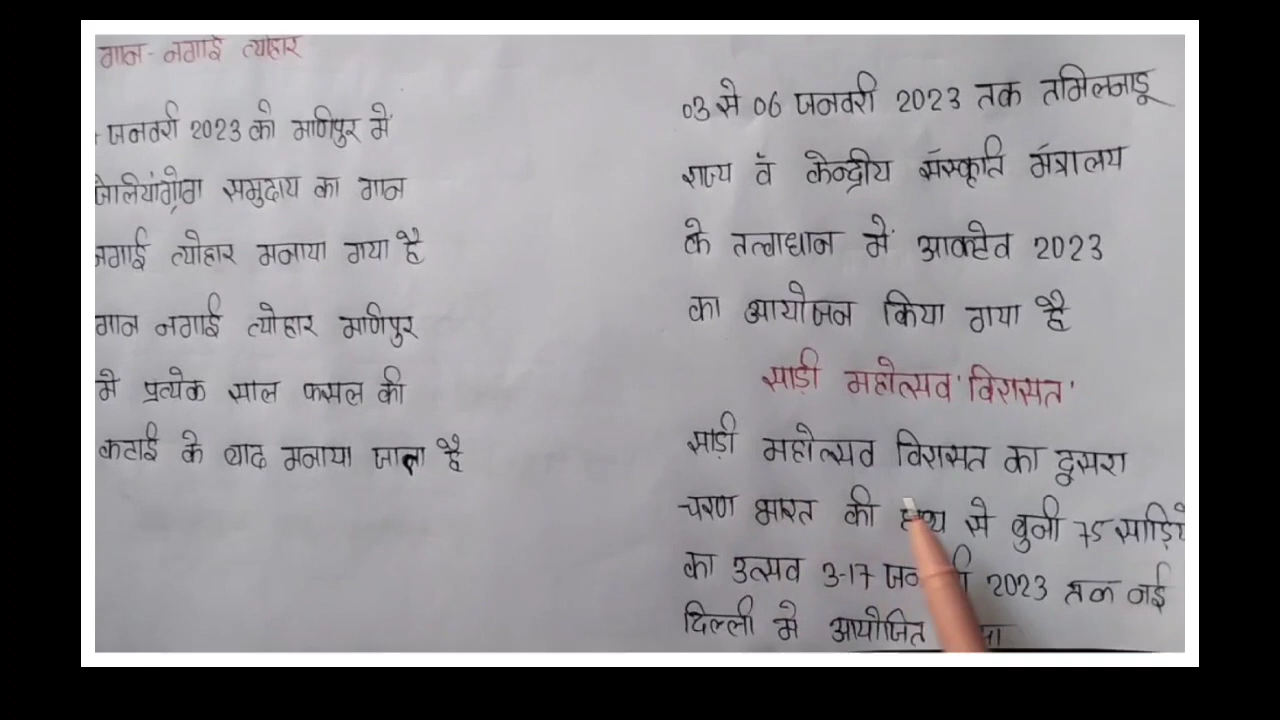 गान - नगाई त्योहार
जनवरी 2023 को मणिपुर में
जेलियांग्रोंग समुदाय का गान
नगाई त्योहार मनाया गया है
गान नगाई त्योहार मणिपुर
मे प्रत्येक साल फसल की
कटाई के बाद मनाया जाता है
03 से 06 जनवरी 2023 तक तमिलनाडू
राज्य वॅ केन्द्रीय सॅस्कृति मॅत्रालय
के तत्वाधान में आक्टेव 2023
का आयोजन किया गया है
साड़ी महोत्सव 'विरासत'
साड़ी महोत्सव विरासत का दूसरा
चरण भारत की हाथ से बुनी 75 साड़ियो
का उत्सव 3-17 2023 तक नई
दिल्ली मे आयोजित